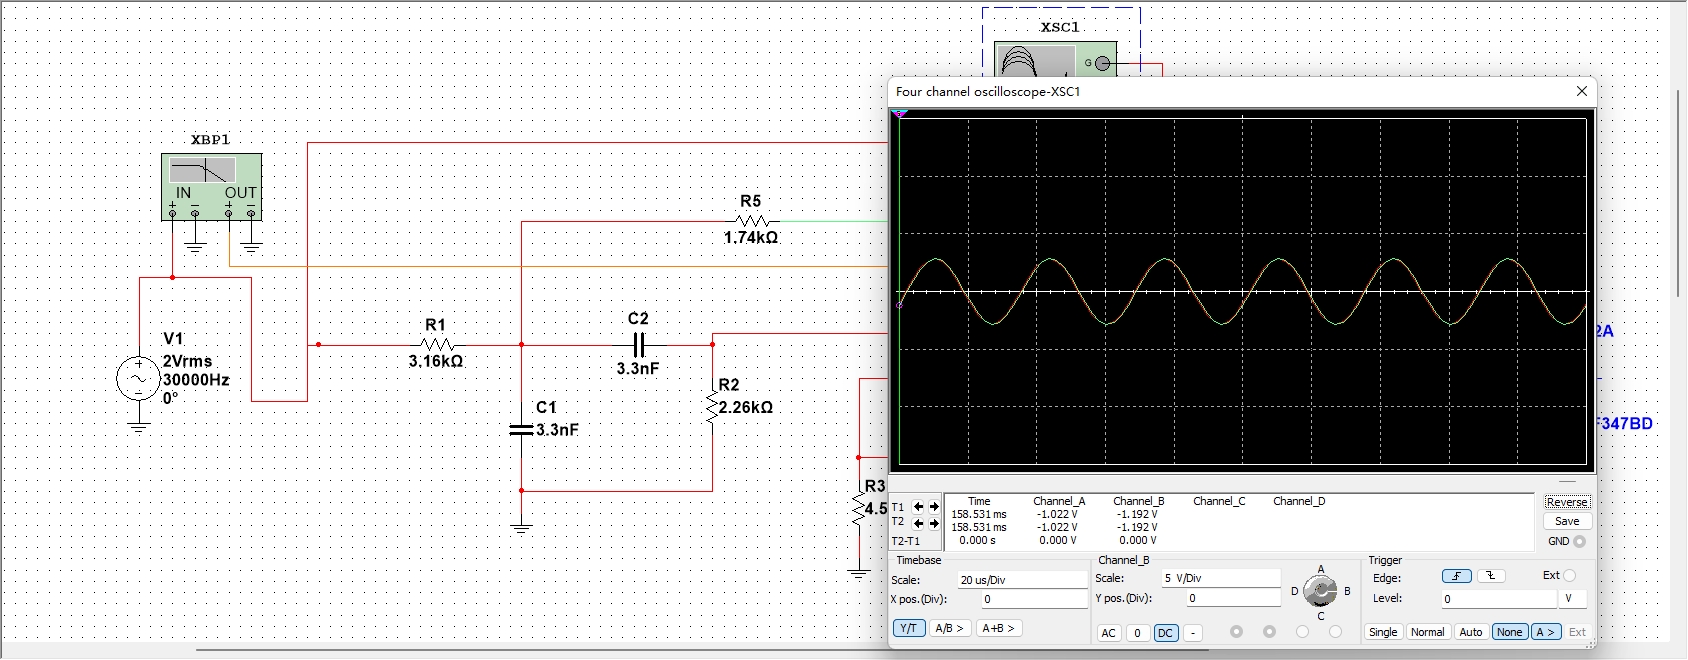 XSC1
G
Four channel oscilloscope-XSC1
XBP1
IN OUT
+ − + −
R5
1.74kΩ
V1
2Vrms
30000Hz
0°
R1
3.16kΩ
C2
3.3nF
R2
2.26kΩ
C1
3.3nF
R3
4.5
2A
F347BD
Time Channel_A Channel_B Channel_C Channel_D
T1 158.531 ms -1.022 V -1.192 V
T2 158.531 ms -1.022 V -1.192 V
T2-T1 0.000 s 0.000 V 0.000 V
Reverse
Save
GND
Timebase
Scale: 20 us/Div
X pos.(Div): 0
Y/T A/B > A+B >
Channel_B
Scale: 5 V/Div
Y pos.(Div): 0
AC 0 DC -
A
D B
C
Trigger
Edge: Ext
Level: 0 V
Single Normal Auto None A > Ext